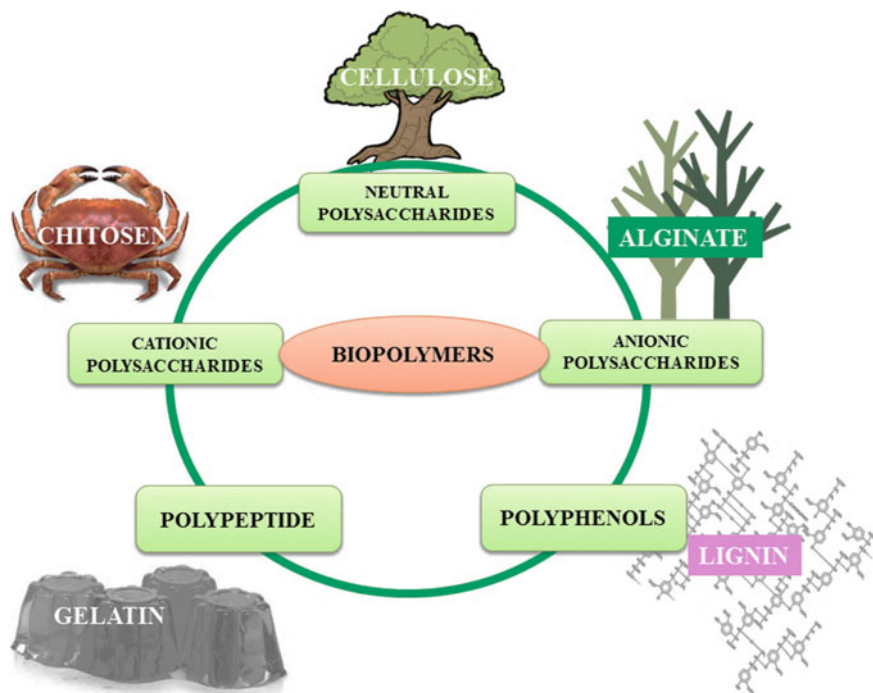 CELLULOSE
NEUTRAL
POLYSACCHARIDES
CHITOSEN
ALGINATE
CATIONIC
POLYSACCHARIDES
BIOPOLYMERS
ANIONIC
POLYSACCHARIDES
POLYPEPTIDE
POLYPHENOLS
LIGNIN
GELATIN